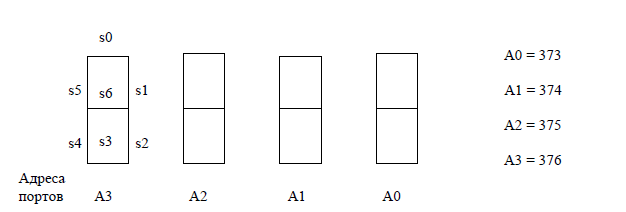 s0
s5 s6 s1
s4 s3 s2
A0 = 373
A1 = 374
A2 = 375
A3 = 376
Адреса
портов A3 A2 A1 A0